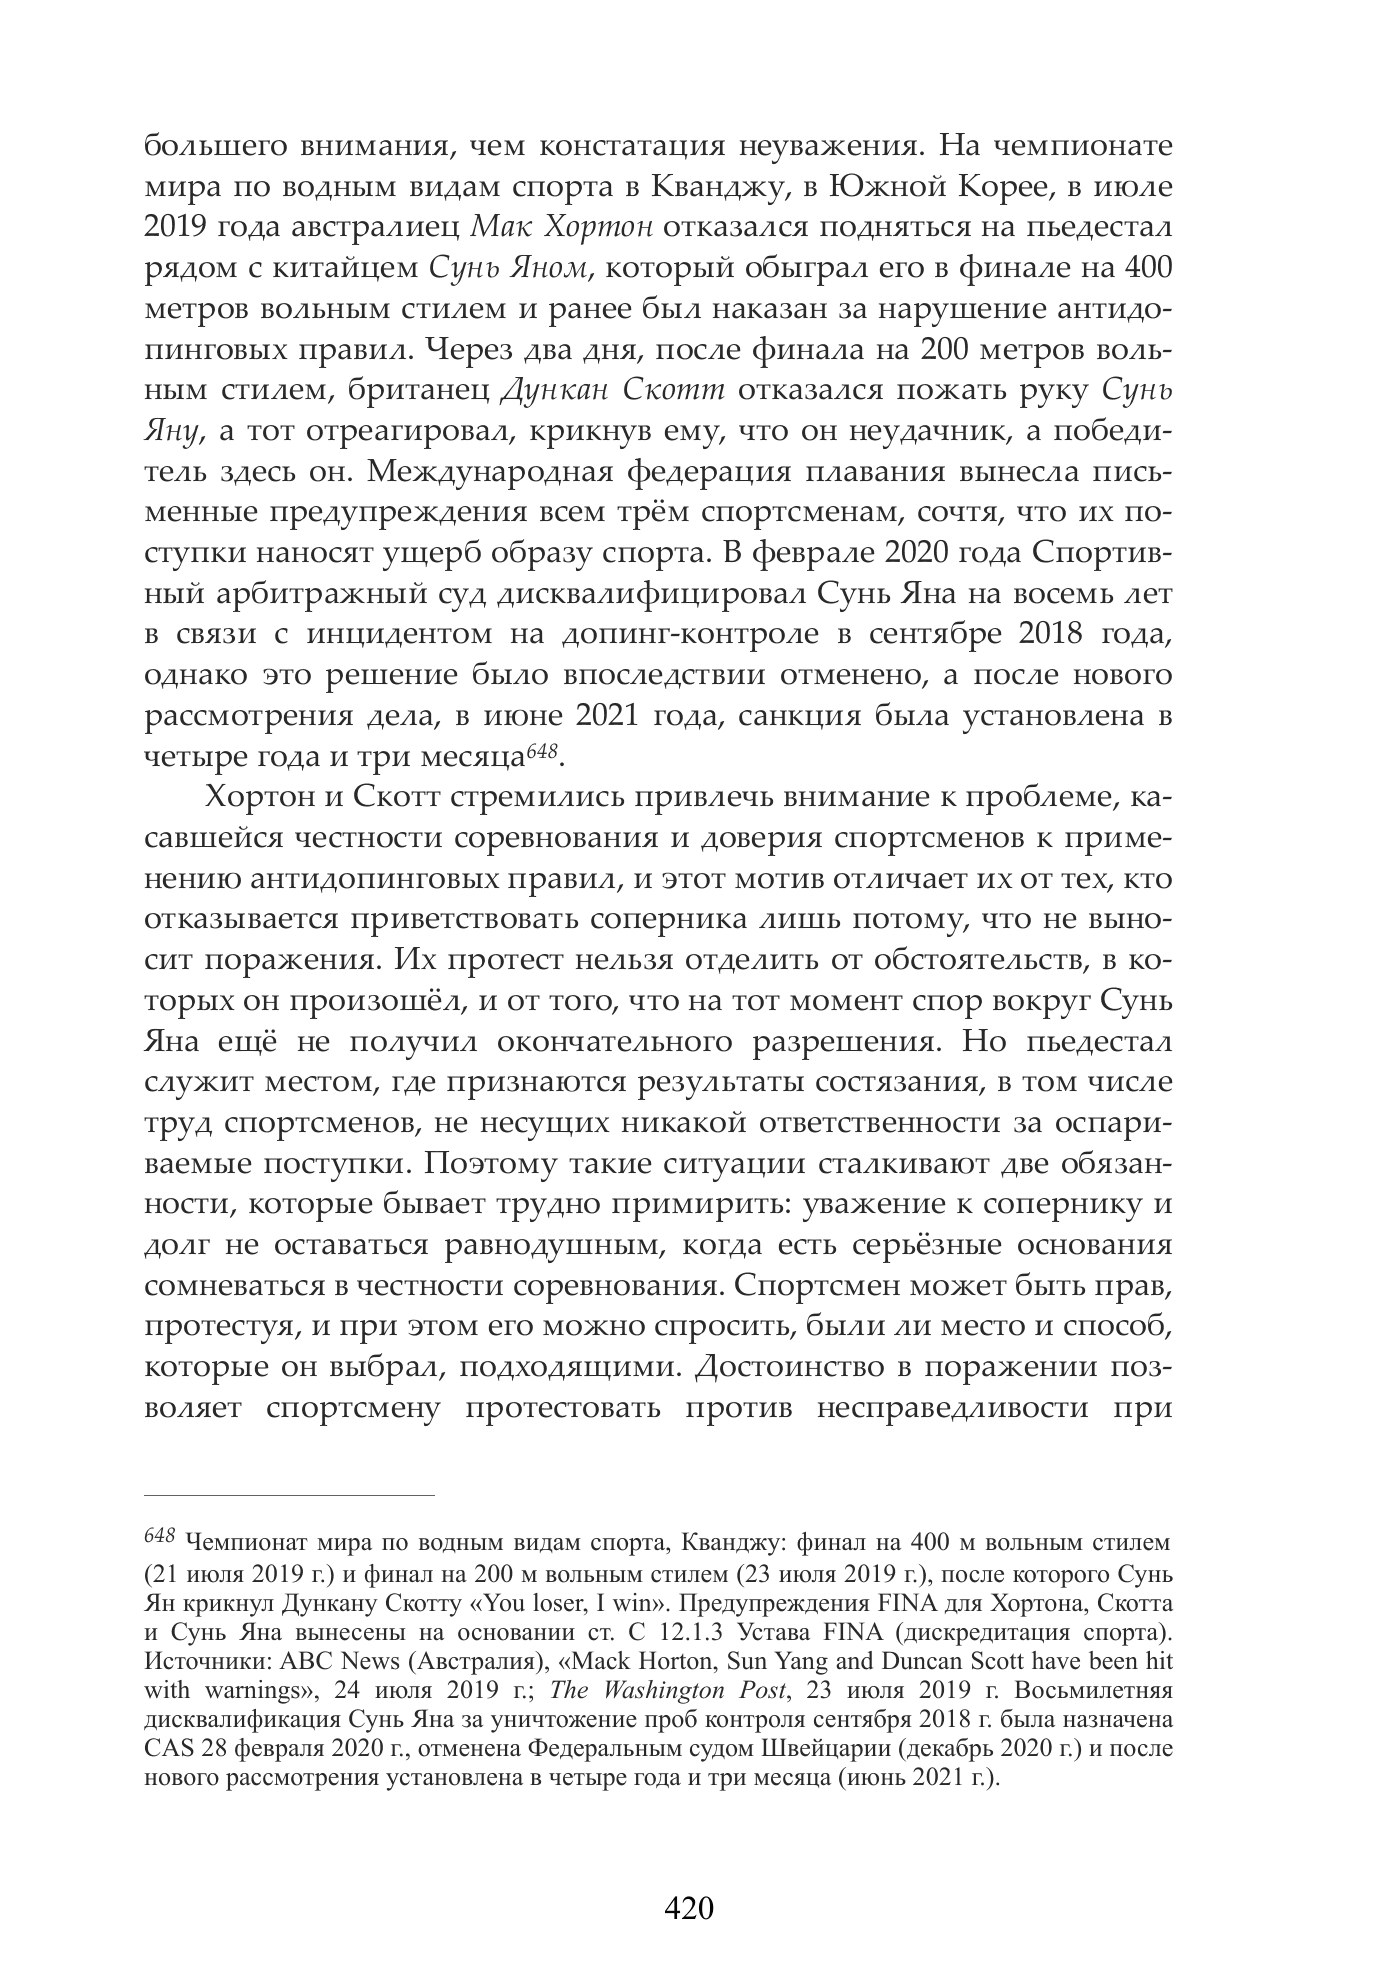 большего внимания, чем констатация неуважения. На чемпионате
мира по водным видам спорта в Кванджу, в Южной Корее, в июле
2019 года австралиец Мак Хортон отказался подняться на пьедестал
рядом с китайцем Сунь Яном, который обыграл его в финале на 400
метров вольным стилем и ранее был наказан за нарушение антидо-
пинговых правил. Через два дня, после финала на 200 метров воль-
ным стилем, британец Дункан Скотт отказался пожать руку Сунь
Яну, а тот отреагировал, крикнув ему, что он неудачник, а победи-
тель здесь он. Международная федерация плавания вынесла пись-
менные предупреждения всем трём спортсменам, сочтя, что их по-
ступки наносят ущерб образу спорта. В феврале 2020 года Спортив-
ный арбитражный суд дисквалифицировал Сунь Яна на восемь лет
в связи с инцидентом на допинг-контроле в сентябре 2018 года,
однако это решение было впоследствии отменено, а после нового
рассмотрения дела, в июне 2021 года, санкция была установлена в
четыре года и три месяца648.
Хортон и Скотт стремились привлечь внимание к проблеме, ка-
савшейся честности соревнования и доверия спортсменов к приме-
нению антидопинговых правил, и этот мотив отличает их от тех, кто
отказывается приветствовать соперника лишь потому, что не выно-
сит поражения. Их протест нельзя отделить от обстоятельств, в ко-
торых он произошёл, и от того, что на тот момент спор вокруг Сунь
Яна ещё не получил окончательного разрешения. Но пьедестал
служит местом, где признаются результаты состязания, в том числе
труд спортсменов, не несущих никакой ответственности за оспари-
ваемые поступки. Поэтому такие ситуации сталкивают две обязан-
ности, которые бывает трудно примирить: уважение к сопернику и
долг не оставаться равнодушным, когда есть серьёзные основания
сомневаться в честности соревнования. Спортсмен может быть прав,
протестуя, и при этом его можно спросить, были ли место и способ,
которые он выбрал, подходящими. Достоинство в поражении поз-
воляет спортсмену протестовать против несправедливости при
648 Чемпионат мира по водным видам спорта, Кванджу: финал на 400 м вольным стилем
(21 июля 2019 г.) и финал на 200 м вольным стилем (23 июля 2019 г.), после которого Сунь
Ян крикнул Дункану Скотту «You loser, I win». Предупреждения FINA для Хортона, Скотта
и Сунь Яна вынесены на основании ст. C 12.1.3 Устава FINA (дискредитация спорта).
Источники: ABC News (Австралия), «Mack Horton, Sun Yang and Duncan Scott have been hit
with warnings», 24 июля 2019 г.; The Washington Post, 23 июля 2019 г. Восьмилетняя
дисквалификация Сунь Яна за уничтожение проб контроля сентября 2018 г. была назначена
CAS 28 февраля 2020 г., отменена Федеральным судом Швейцарии (декабрь 2020 г.) и после
нового рассмотрения установлена в четыре года и три месяца (июнь 2021 г.).
420